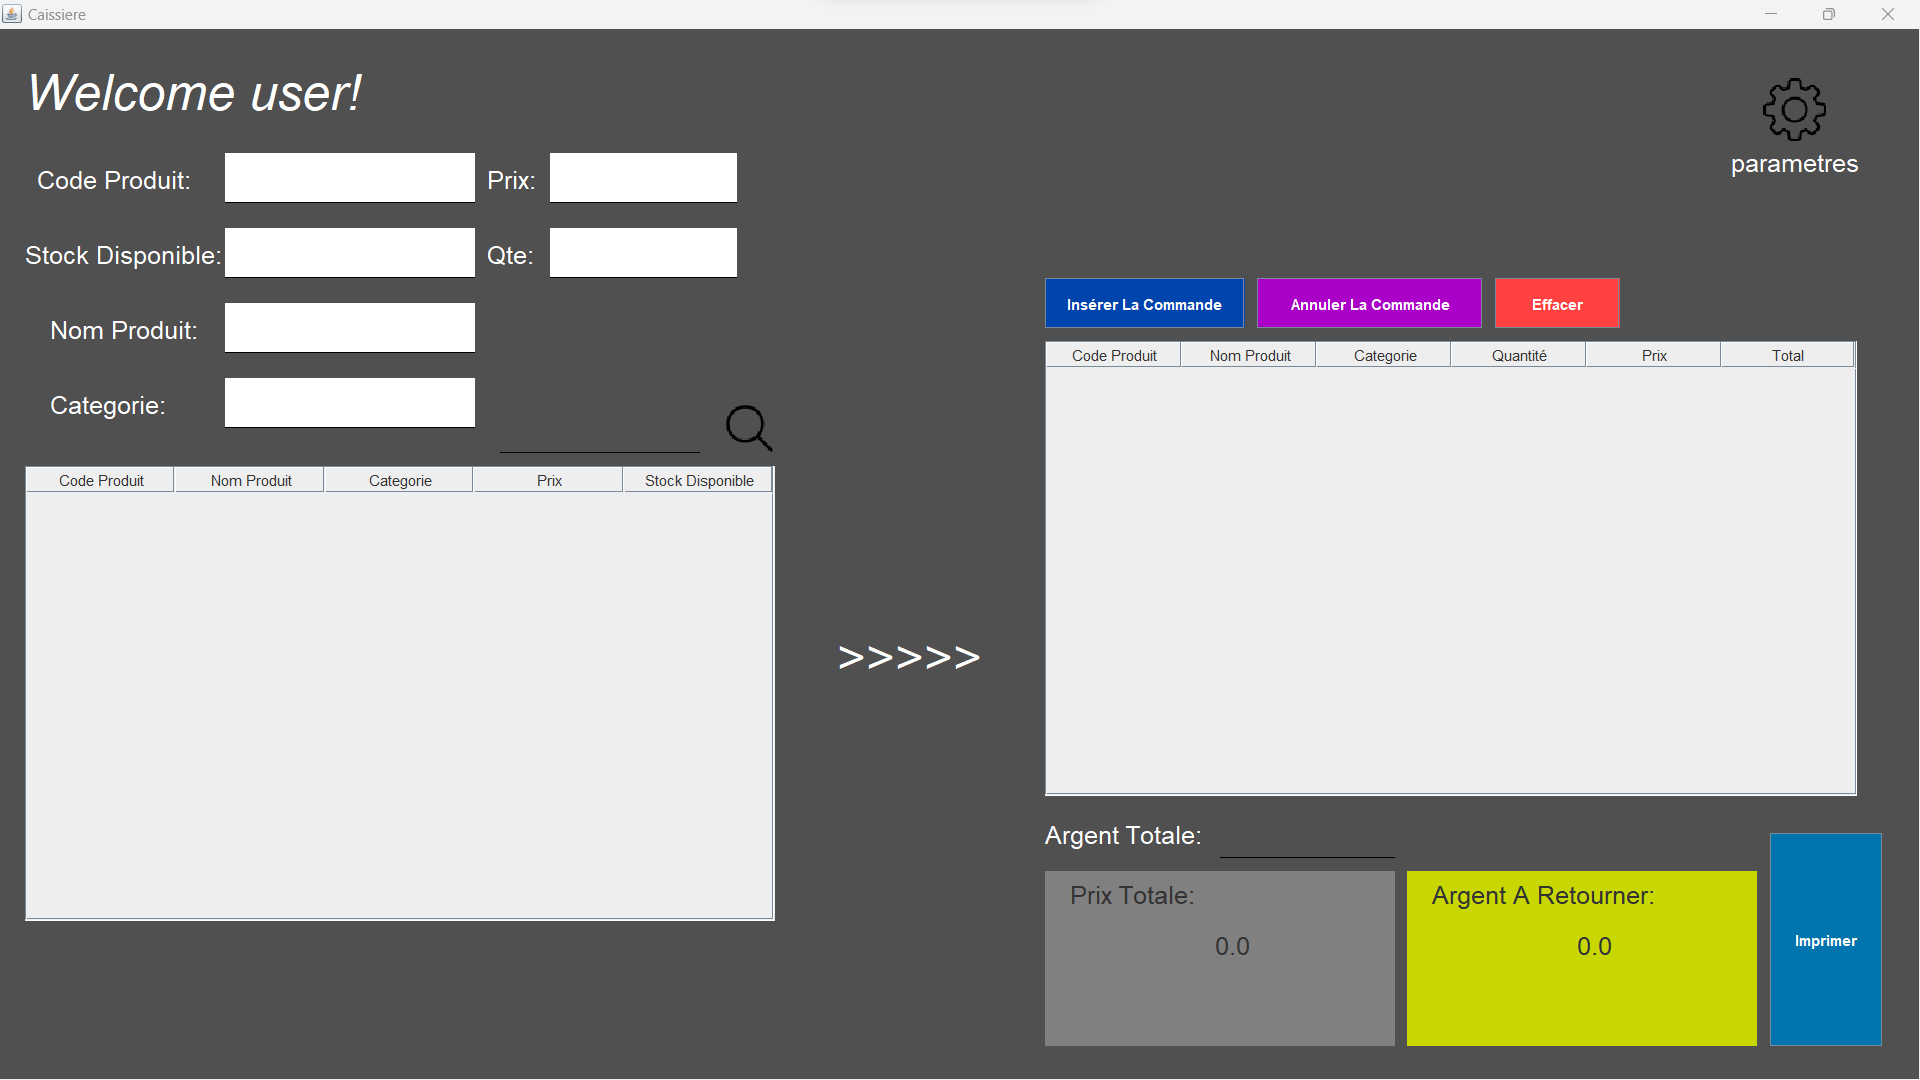 Caissiere
Welcome user!
parametres
Code Produit:
Prix:
Stock Disponible:
Qte:
Nom Produit:
Categorie:
Insérer La Commande
Annuler La Commande
Effacer
Code Produit Nom Produit Categorie Quantité Prix Total
Code Produit Nom Produit Categorie Prix Stock Disponible
>>>>>
Argent Totale:
Prix Totale:
0.0
Argent A Retourner:
0.0
Imprimer